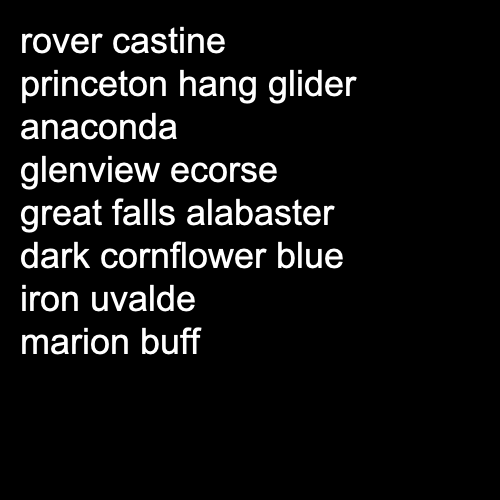 rover castine
princeton hang glider
anaconda
glenview ecorse
great falls alabaster
dark cornflower blue
iron uvalde
marion buff